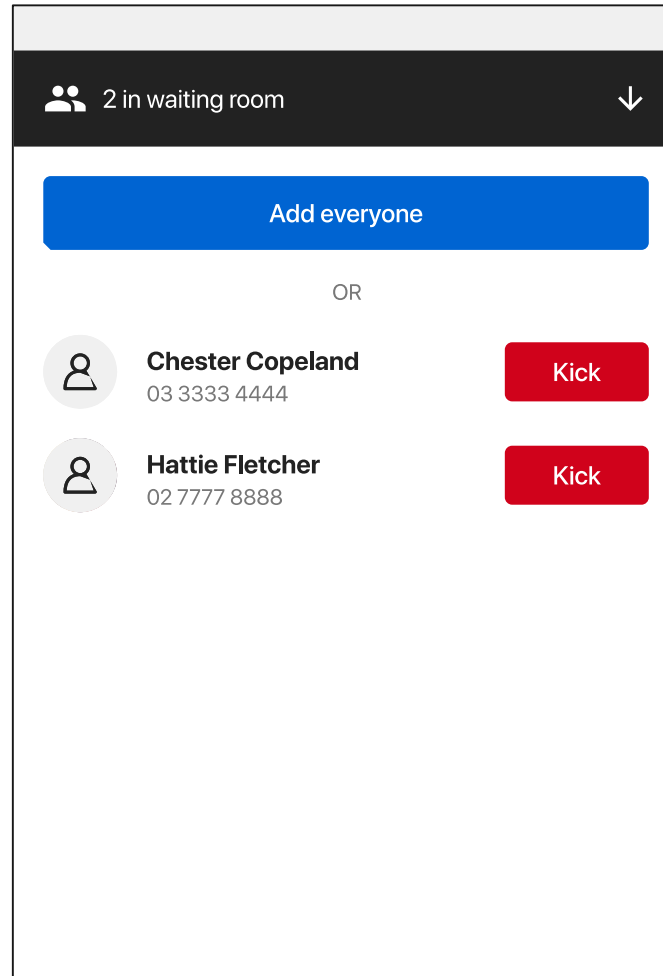 2 in waiting room
Add everyone
OR
Chester Copeland
03 3333 4444
Kick
Hattie Fletcher
02 7777 8888
Kick